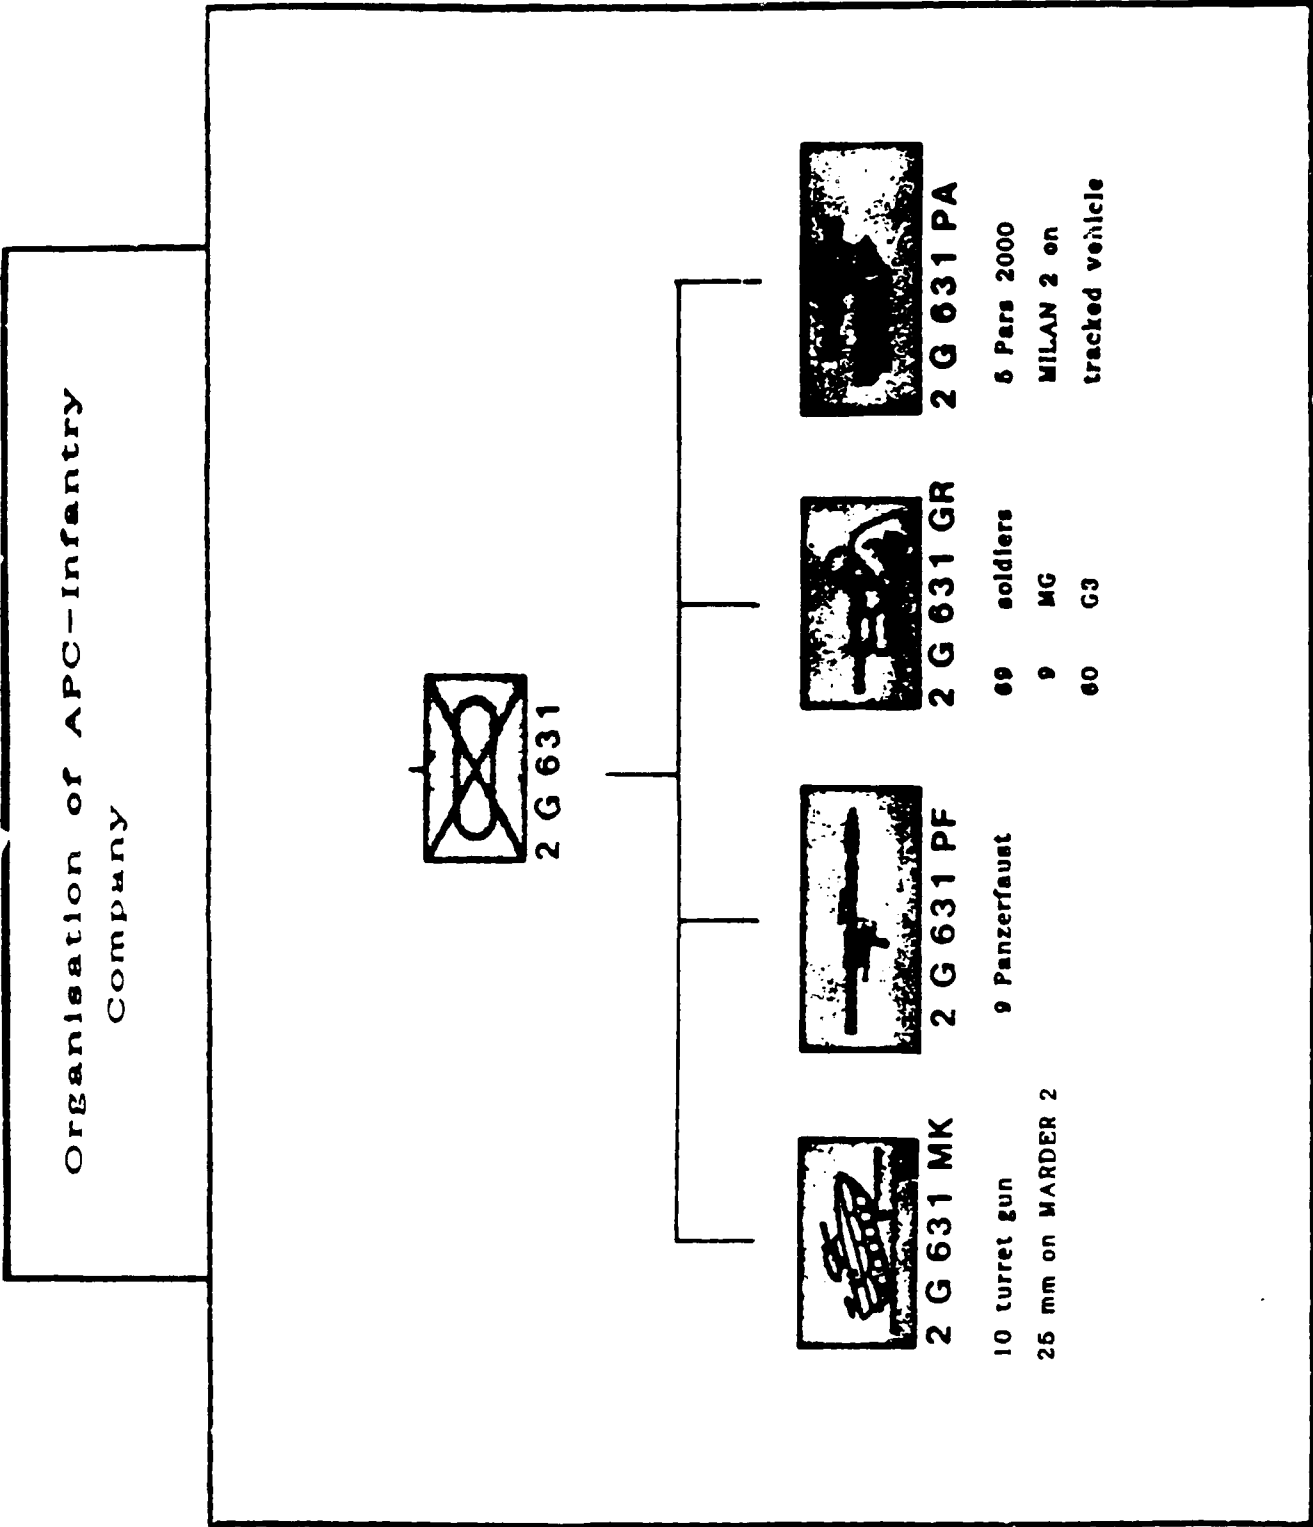 Organisation of APC-Infantry
Company
2 G 631
2 G 631 MK
10 turret gun
25 mm on MARDER 2
2 G 631 PF
9 Panzerfaust
2 G 631 GR
69 soldiers
9 MG
60 G3
2 G 631 PA
Pars 2000
MILAN 2 on
tracked vehicle